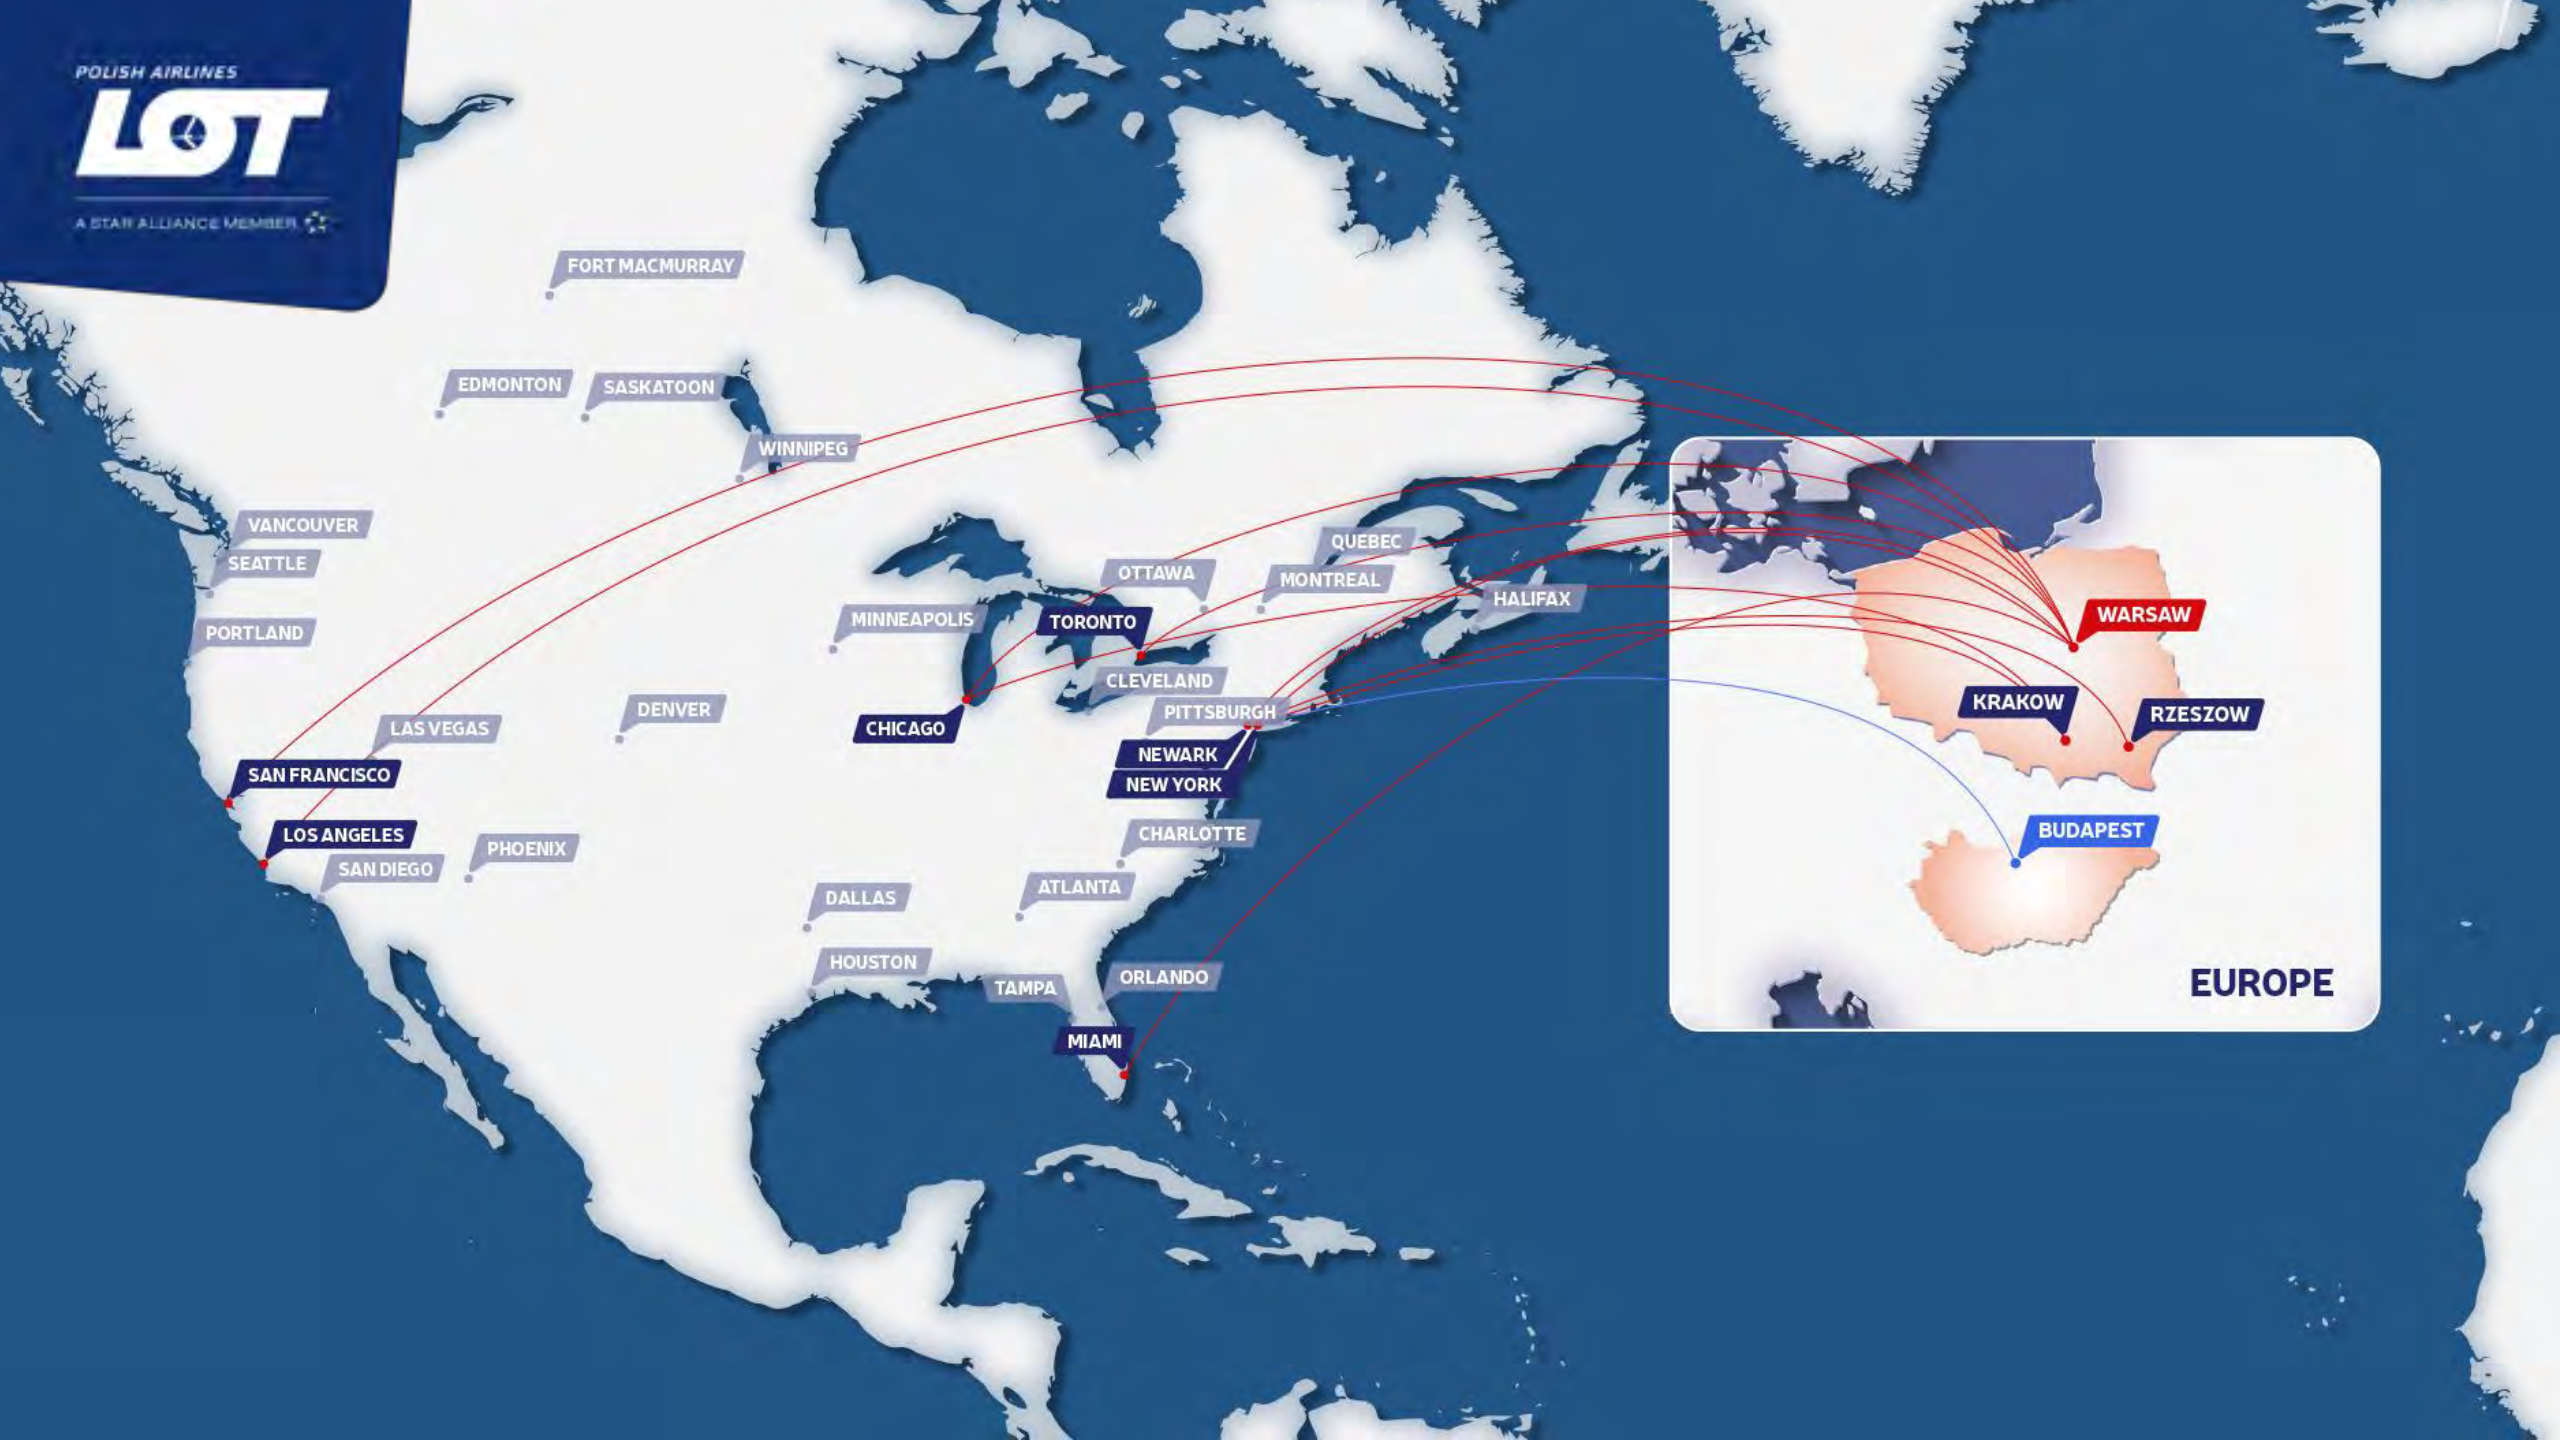 POLISH AIRLINES
LOT
A STAR ALLIANCE MEMBER
FORT MACMURRAY
EDMONTON
SASKATOON
WINNIPEG
VANCOUVER
SEATTLE
PORTLAND
QUEBEC
OTTAWA
MONTREAL
HALIFAX
MINNEAPOLIS
TORONTO
CLEVELAND
DENVER
PITTSBURGH
LAS VEGAS
CHICAGO
NEWARK
NEW YORK
SAN FRANCISCO
LOS ANGELES
SAN DIEGO
PHOENIX
CHARLOTTE
ATLANTA
DALLAS
HOUSTON
TAMPA
ORLANDO
MIAMI
WARSAW
KRAKOW
RZESZOW
BUDAPEST
EUROPE